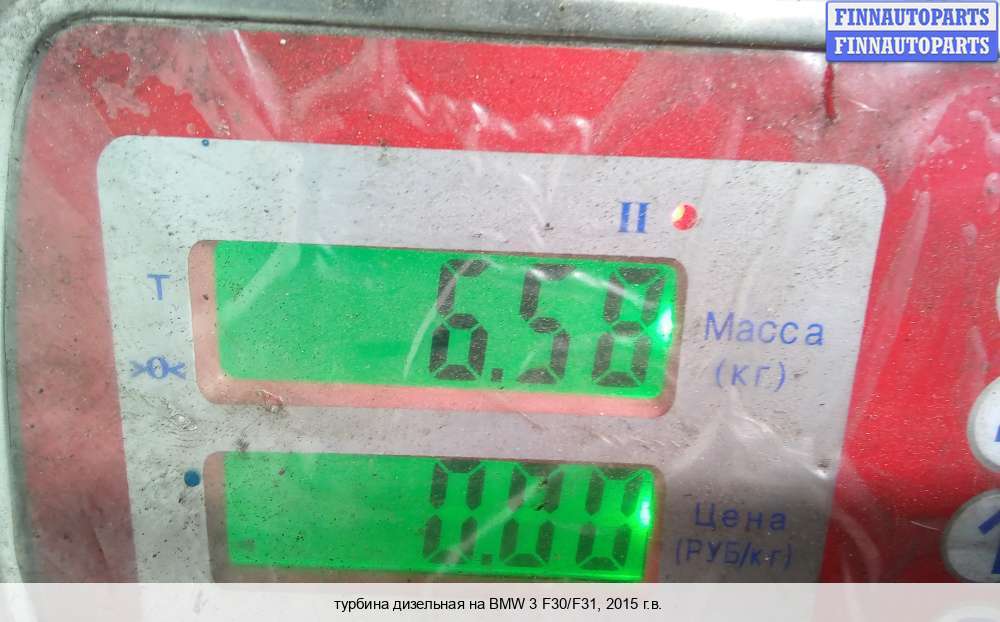 FINNAUTOPARTS
FINNAUTOPARTS
II
T
6.58
Масса
(кг)
>0<
0.00
Цена
(РУБ/кг)
турбина дизельная на BMW 3 F30/F31, 2015 г.в.